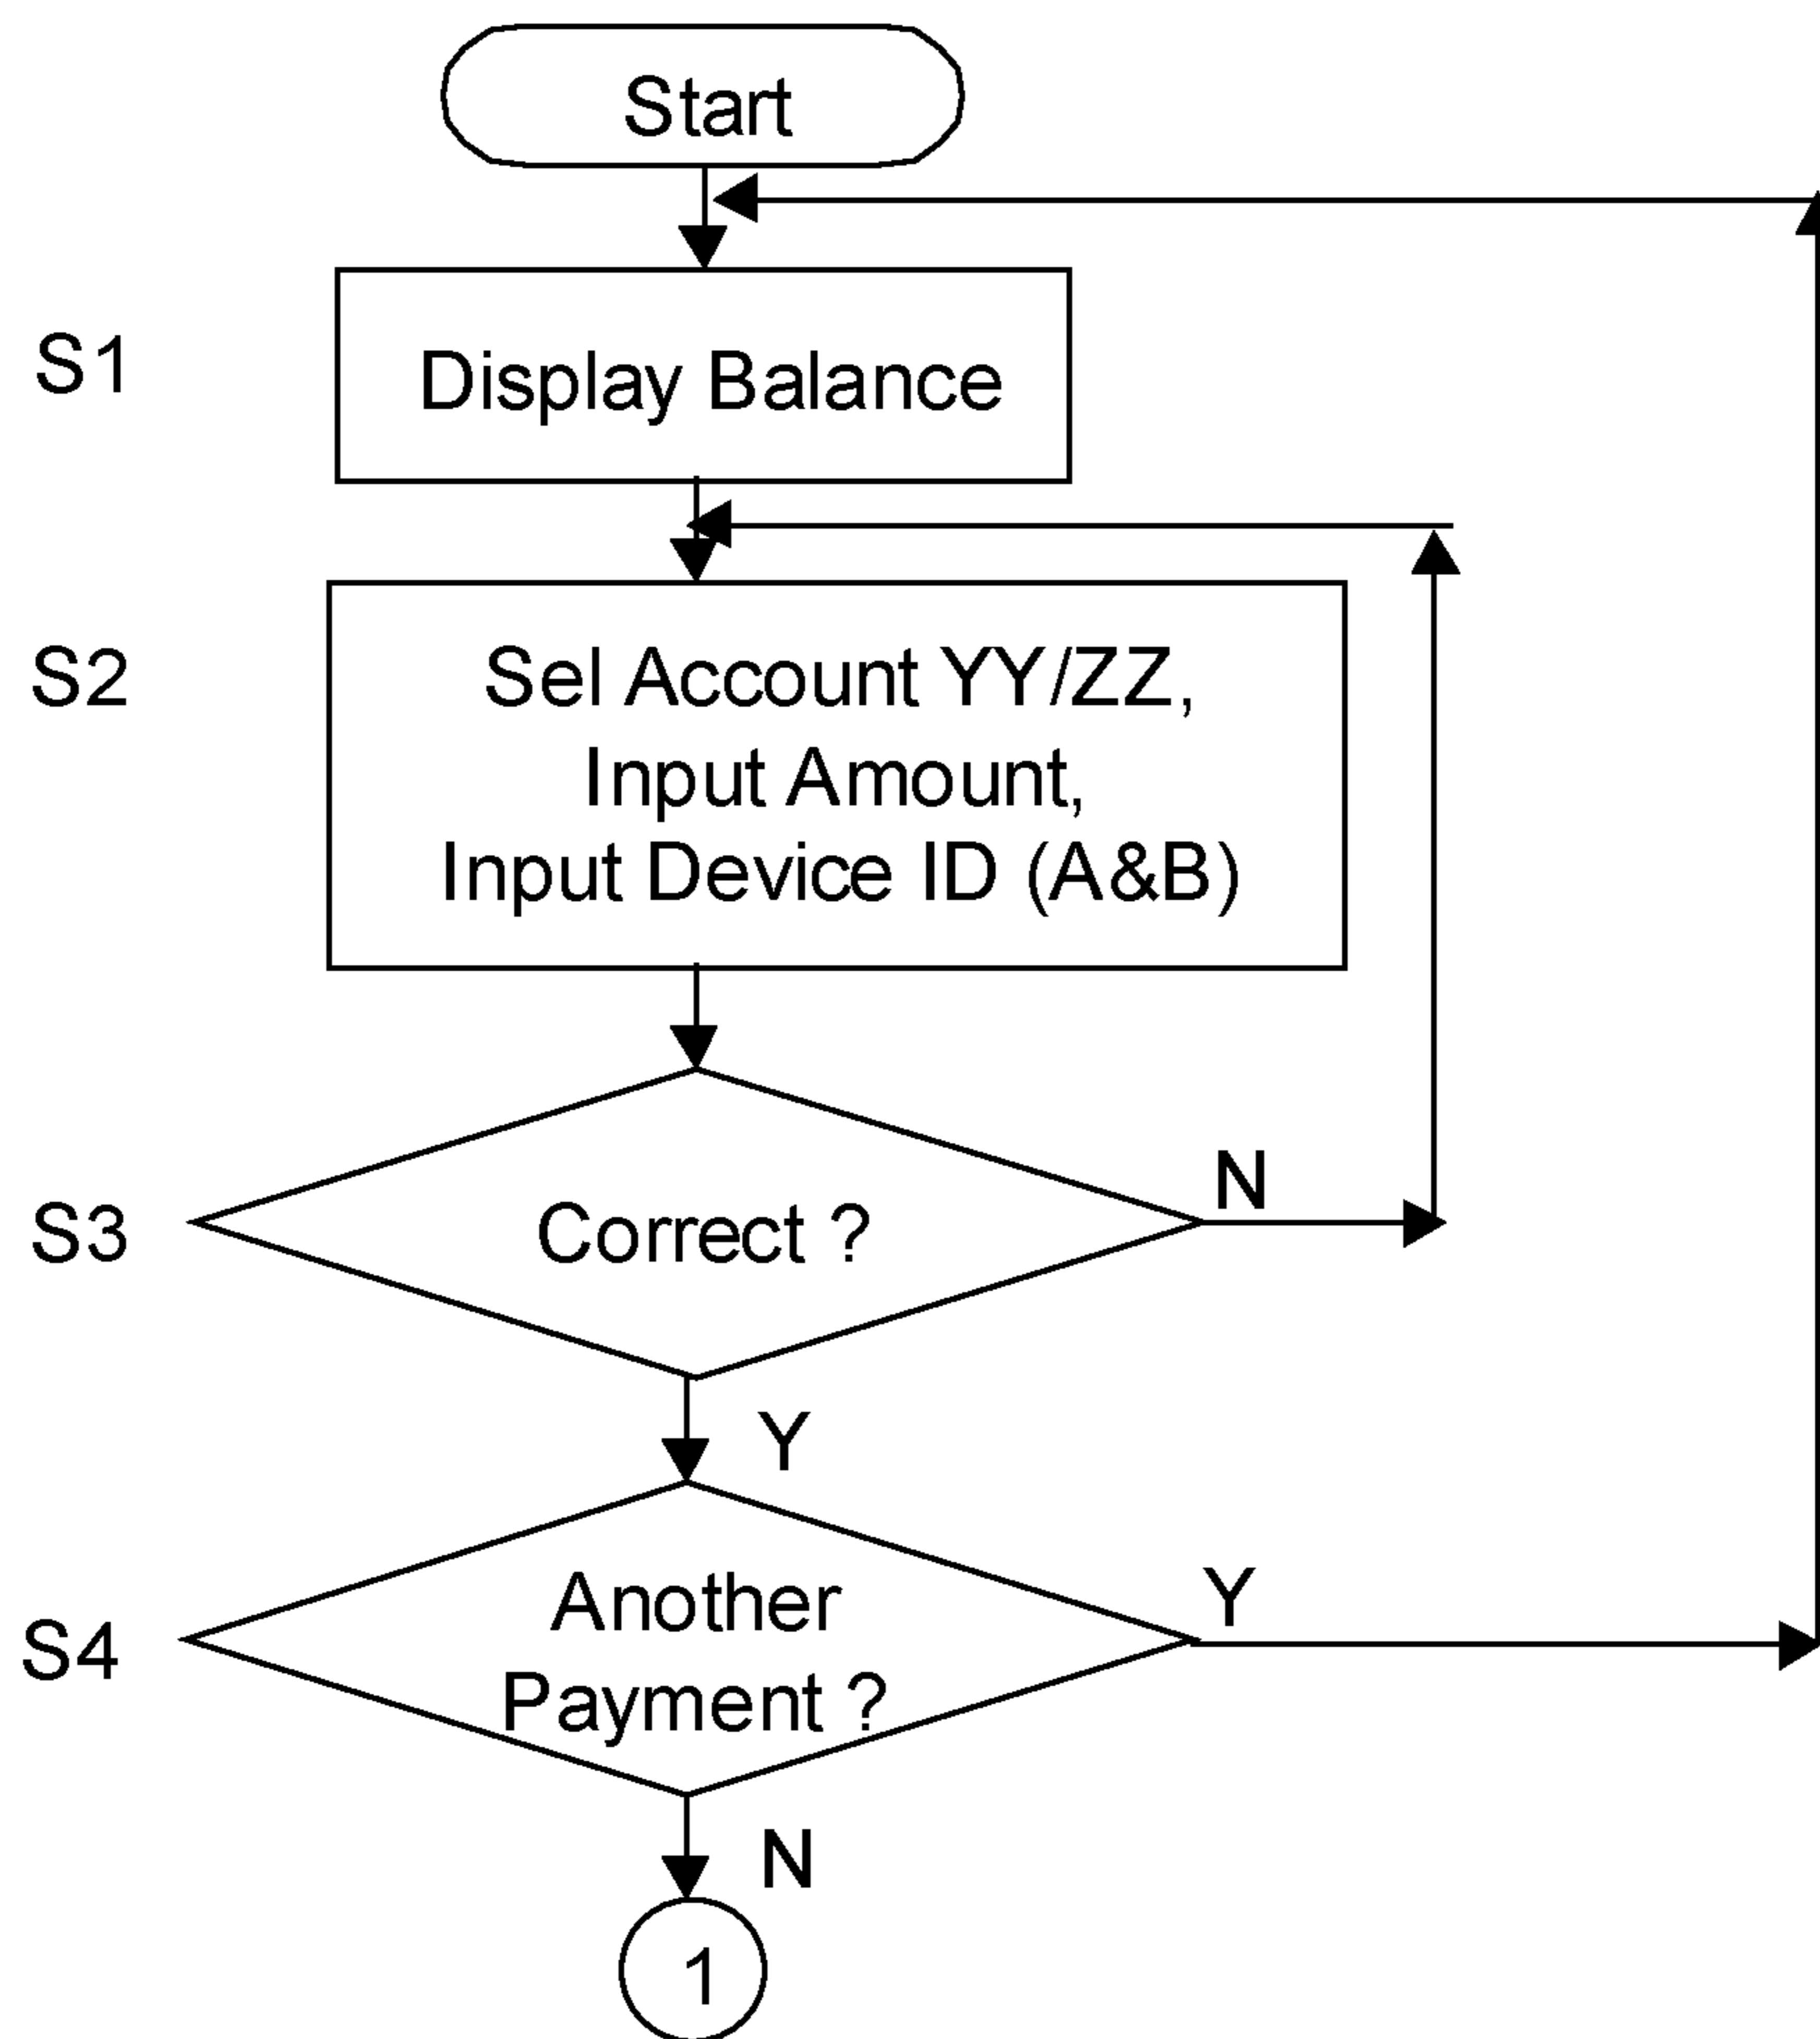 Start
S1
Display Balance
S2
Sel Account YY/ZZ,
Input Amount,
Input Device ID (A&B)
S3
Correct ?
N
Y
S4
Another
Payment ?
Y
N
1